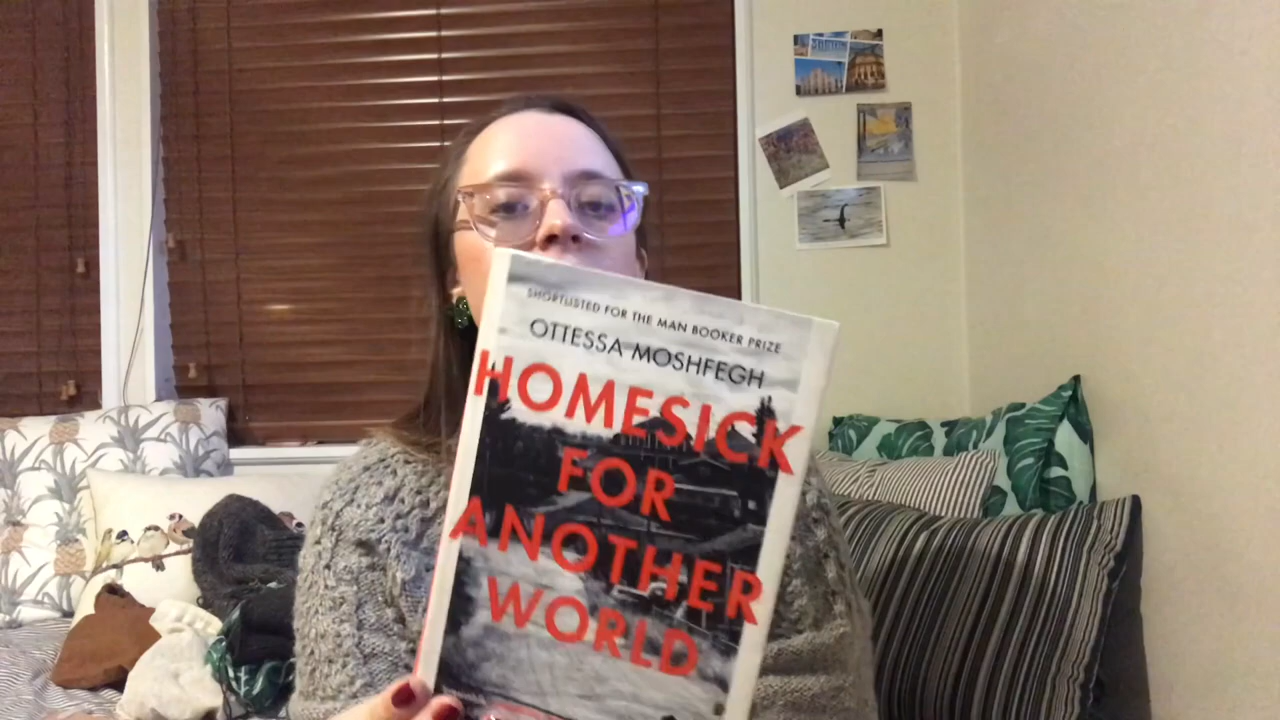 SHORTLISTED FOR THE MAN BOOKER PRIZE
OTTESSA MOSHFEGH
HOMESICK
FOR
ANOTHER
WORLD